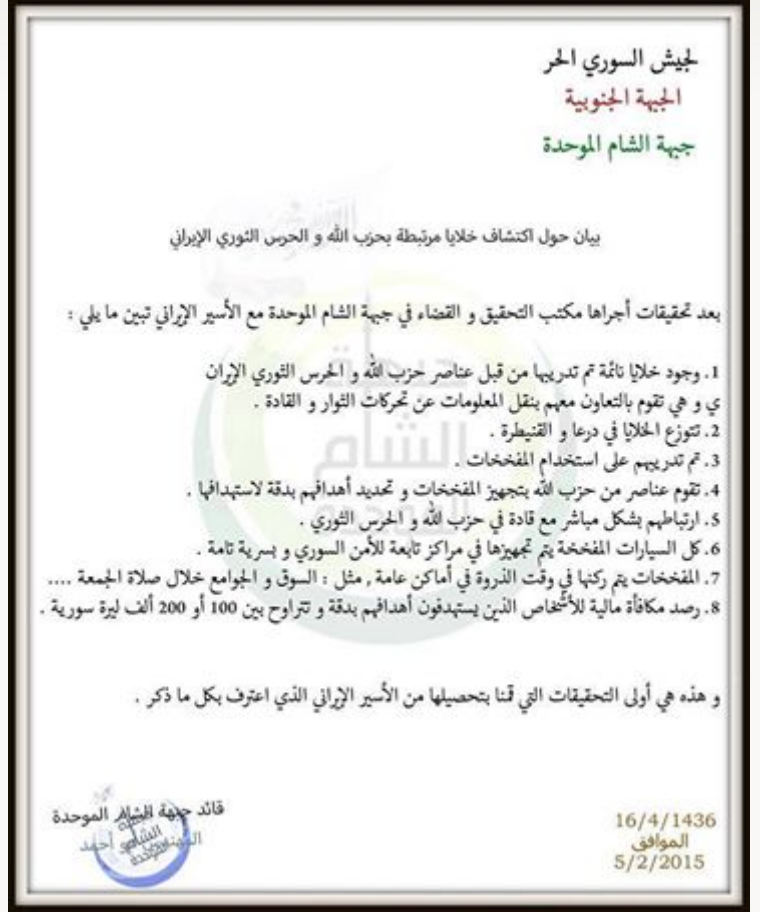 لجيش السوري الحر
الجبهة الجنوبية
جبهة الشام الموحدة
بيان حول اكتشاف خلايا مرتبطة بحزب الله و الحرس الثوري الإيراني
بعد تحقيقات أجراها مكتب التحقيق و القضاء في جبهة الشام الموحدة مع الأسير الإيراني تبين ما يلي :
1. وجود خلايا نائمة تم تدريبها من قبل عناصر حزب الله و الحرس الثوري الإيران
ي و هي تقوم بالتعاون معهم بنقل المعلومات عن تحركات الثوار و القادة .
2. تتوزع الخلايا في درعا و القنيطرة .
3. تم تدريبهم على استخدام المفخخات .
4. تقوم عناصر من حزب الله بتجهيز المفخخات و تحديد أهدافهم بدقة لاستهدافها .
5. ارتباطهم بشكل مباشر مع قادة في حزب الله و الحرس الثوري .
6. كل السيارات المفخخة يتم تجهيزها في مراكز تابعة للأمن السوري و بسرية تامة .
7. المفخخات يتم ركنها في وقت الذروة في أماكن عامة , مثل : السوق و الجوامع خلال صلاة الجمعة ....
8. رصد مكافأة مالية للأشخاص الذين يستهدفون أهدافهم بدقة و تتراوح بين 100 أو 200 ألف ليرة سورية .
و هذه هي أولى التحقيقات التي قمنا بتحصيلها من الأسير الإيراني الذي اعترف بكل ما ذكر .
قائد جبهة الشام الموحدة
أحمد
16/4/1436
الموافق
5/2/2015
جبهة
الشام
الموحدة